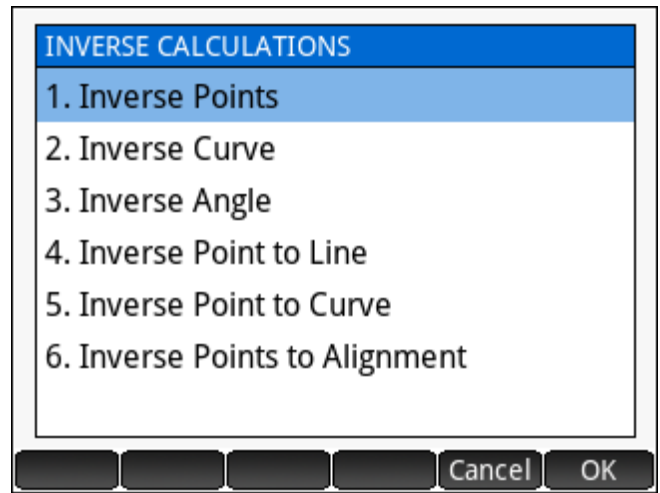 INVERSE CALCULATIONS
1. Inverse Points
2. Inverse Curve
3. Inverse Angle
4. Inverse Point to Line
5. Inverse Point to Curve
6. Inverse Points to Alignment
Cancel OK